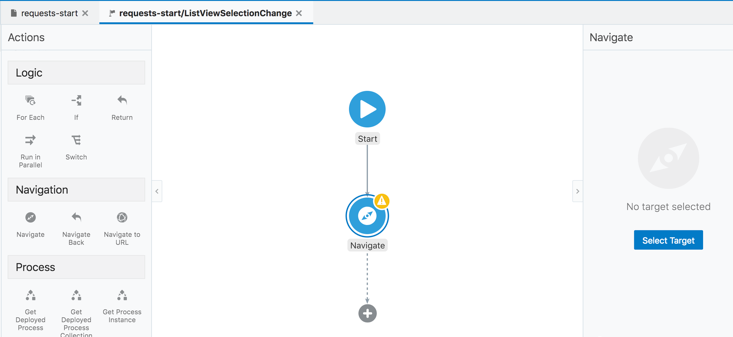 requests-start
requests-start/ListViewSelectionChange
Actions
Logic
For Each
If
Return
Run in
Parallel
Switch
Navigation
Navigate
Navigate
Back
Navigate to
URL
Process
Get
Deployed
Process
Get
Deployed
Process
Collection
Get Process
Instance
Start
Navigate
Navigate
No target selected
Select Target